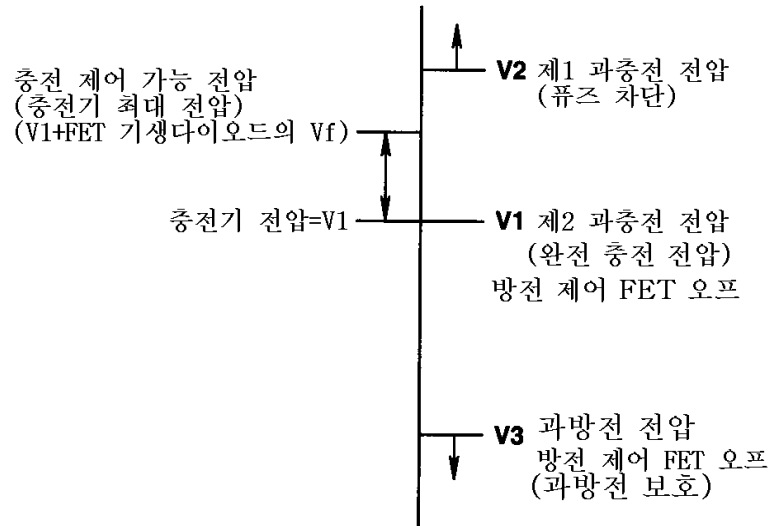 충전 제어 가능 전압
(충전기 최대 전압)
(V1+FET 기생다이오드의 Vf)
충전기 전압=V1
V2 제1 과충전 전압
(퓨즈 차단)
V1 제2 과충전 전압
(완전 충전 전압)
방전 제어 FET 오프
V3 과방전 전압
방전 제어 FET 오프
(과방전 보호)